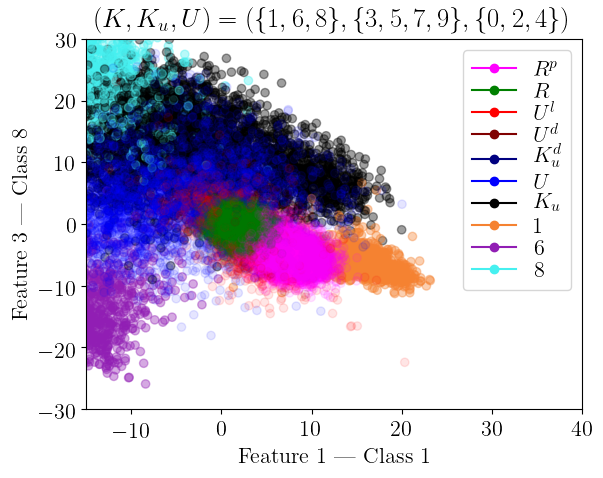 (K, K_u, U) = ({1, 6, 8}, {3, 5, 7, 9}, {0, 2, 4})
30
20
10
0
−10
−20
−30
Feature 3 — Class 8
R^p
R
U^l
U^d
K_u^d
U
K_u
1
6
8
−10
0
10
20
30
40
Feature 1 — Class 1